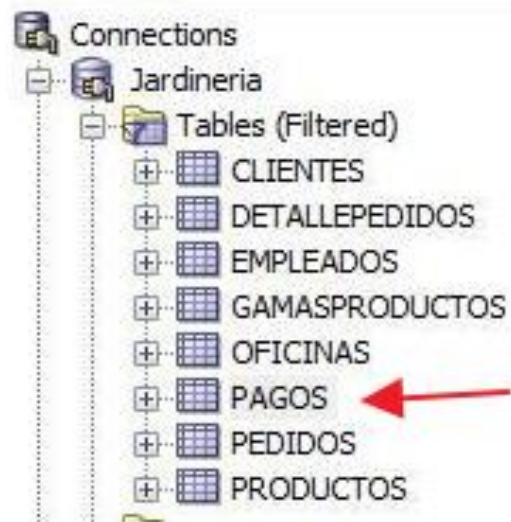 Connections
Jardineria
Tables (Filtered)
CLIENTES
DETALLEPEDIDOS
EMPLEADOS
GAMASPRODUCTOS
OFICINAS
PAGOS
PEDIDOS
PRODUCTOS